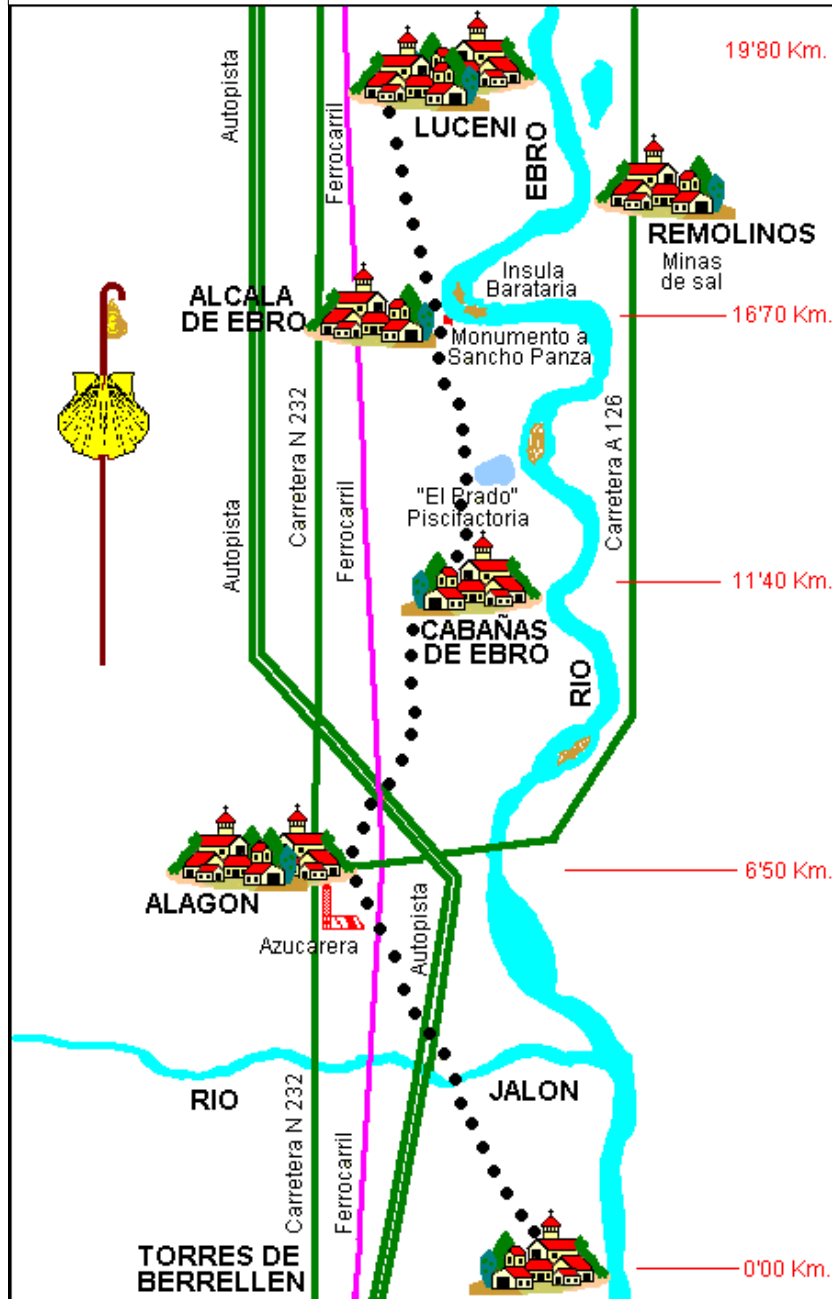 19'80 Km.
Autopista
Ferrocarril
LUCENI
EBRO
REMOLINOS
Minas
de sal
Insula
Barataria
ALCALA
DE EBRO
16'70 Km.
Monumento a
Sancho Panza
Carretera N 232
Carretera A 126
"El Prado"
Piscifactoria
Autopista
Ferrocarril
11'40 Km.
CABAÑAS
DE EBRO
RIO
6'50 Km.
ALAGON
Autopista
Azucarera
RIO
JALON
Carretera N 232
Ferrocarril
TORRES DE
BERRELLEN
0'00 Km.